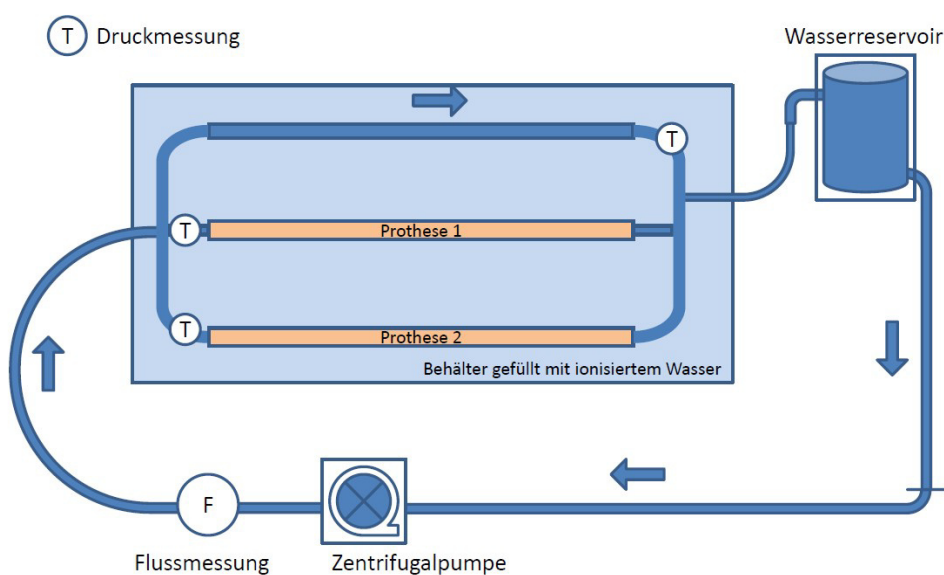 T Druckmessung
Wasserreservoir
T
T
Prothese 1
T
Prothese 2
Behälter gefüllt mit ionisiertem Wasser
F
Flussmessung
Zentrifugalpumpe